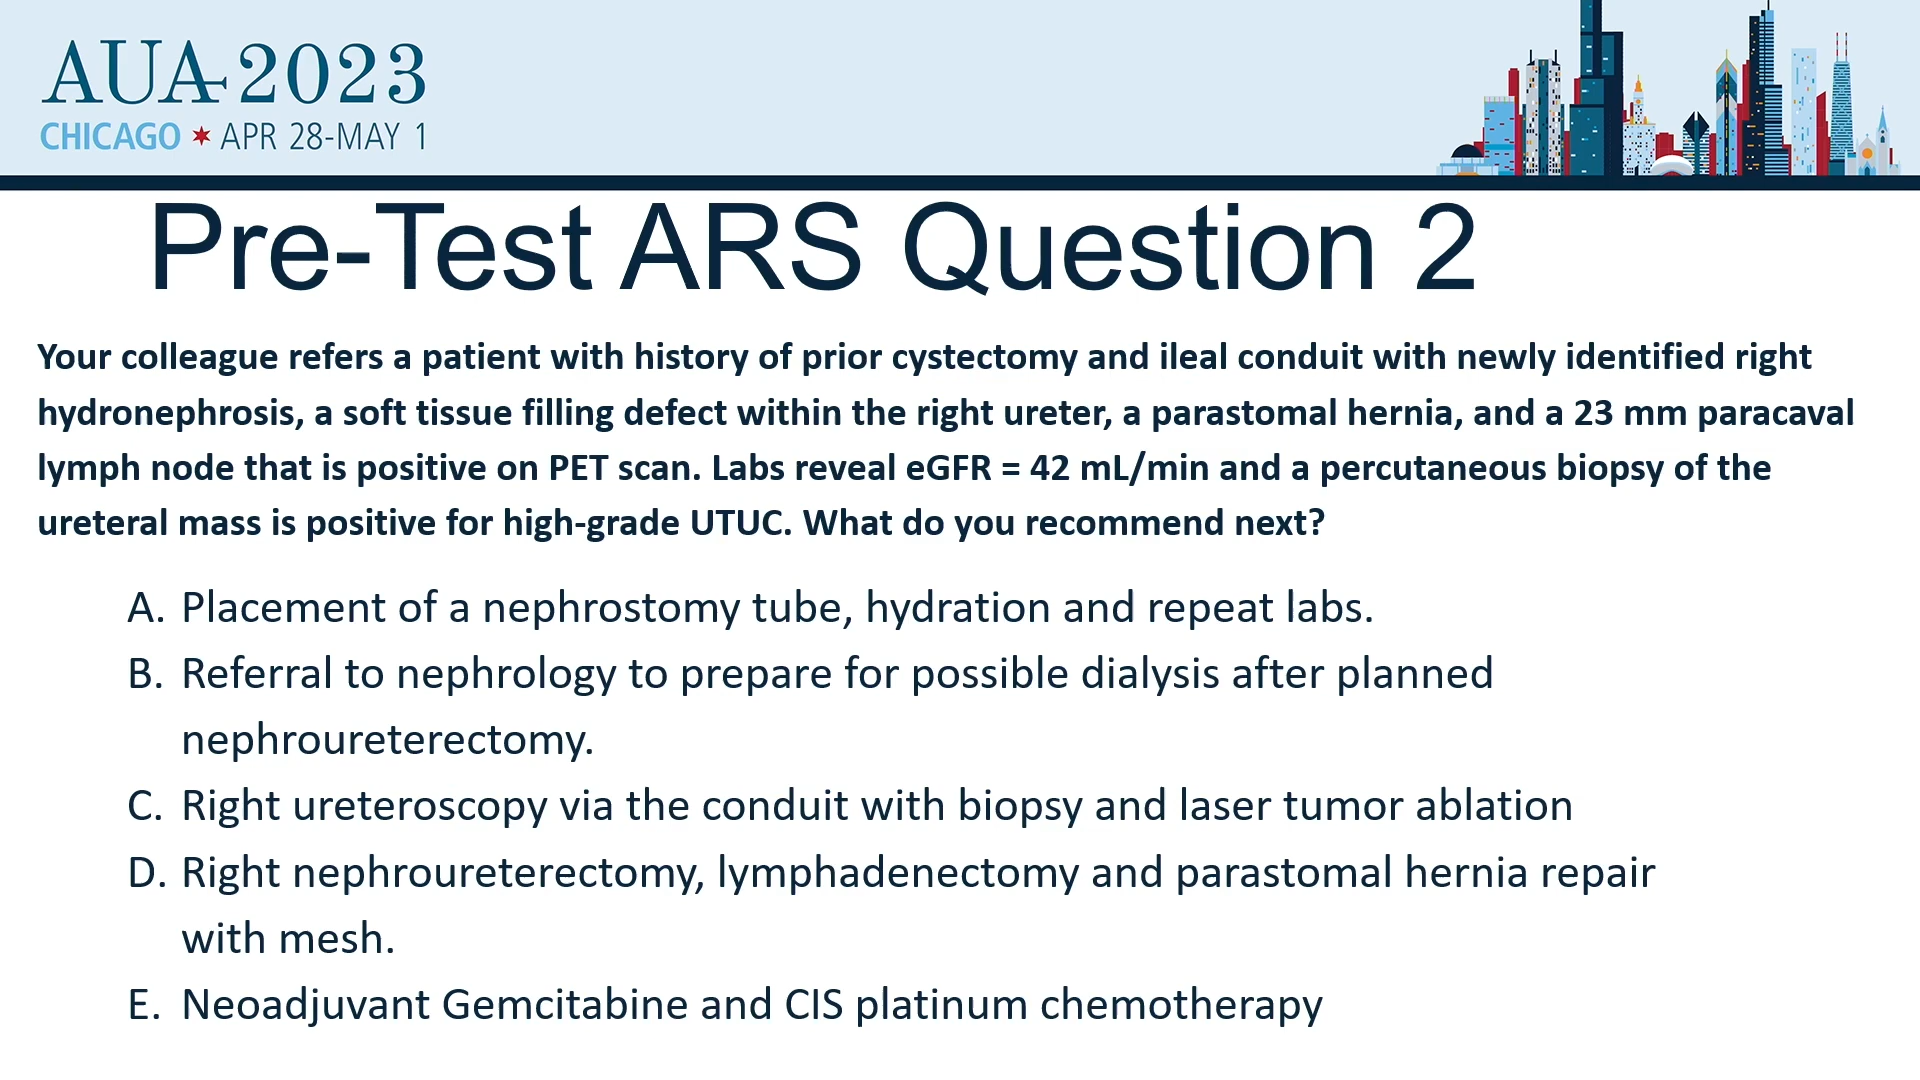 AUA 2023
CHICAGO ★ APR 28-MAY 1
Pre-Test ARS Question 2
Your colleague refers a patient with history of prior cystectomy and ileal conduit with newly identified right
hydronephrosis, a soft tissue filling defect within the right ureter, a parastomal hernia, and a 23 mm paracaval
lymph node that is positive on PET scan. Labs reveal eGFR = 42 mL/min and a percutaneous biopsy of the
ureteral mass is positive for high-grade UTUC. What do you recommend next?
A. Placement of a nephrostomy tube, hydration and repeat labs.
B. Referral to nephrology to prepare for possible dialysis after planned
nephroureterectomy.
C. Right ureteroscopy via the conduit with biopsy and laser tumor ablation
D. Right nephroureterectomy, lymphadenectomy and parastomal hernia repair
with mesh.
E. Neoadjuvant Gemcitabine and CIS platinum chemotherapy